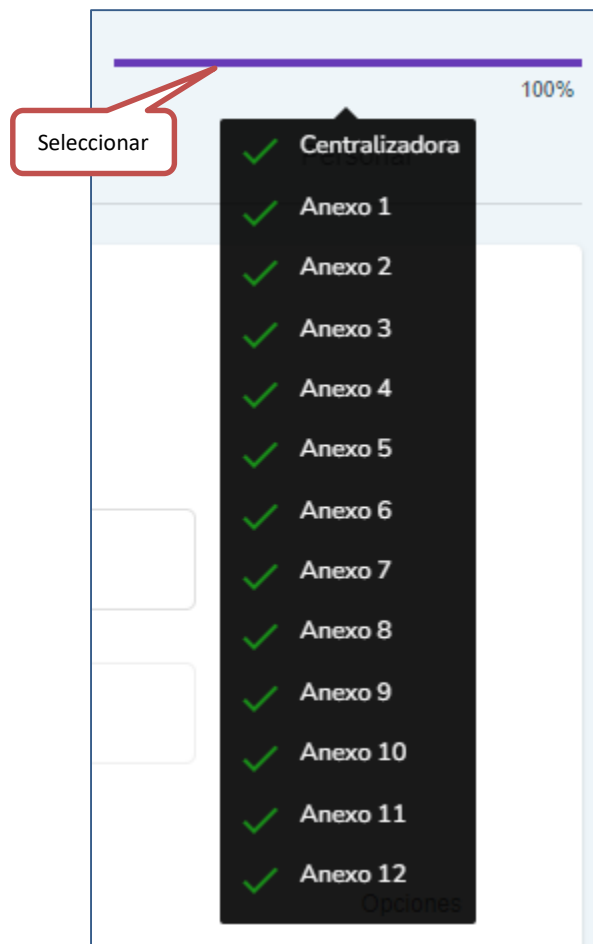 100%
Seleccionar
Centralizadora
Personal
Anexo 1
Anexo 2
Anexo 3
Anexo 4
Anexo 5
Anexo 6
Anexo 7
Anexo 8
Anexo 9
Anexo 10
Anexo 11
Anexo 12
Opciones